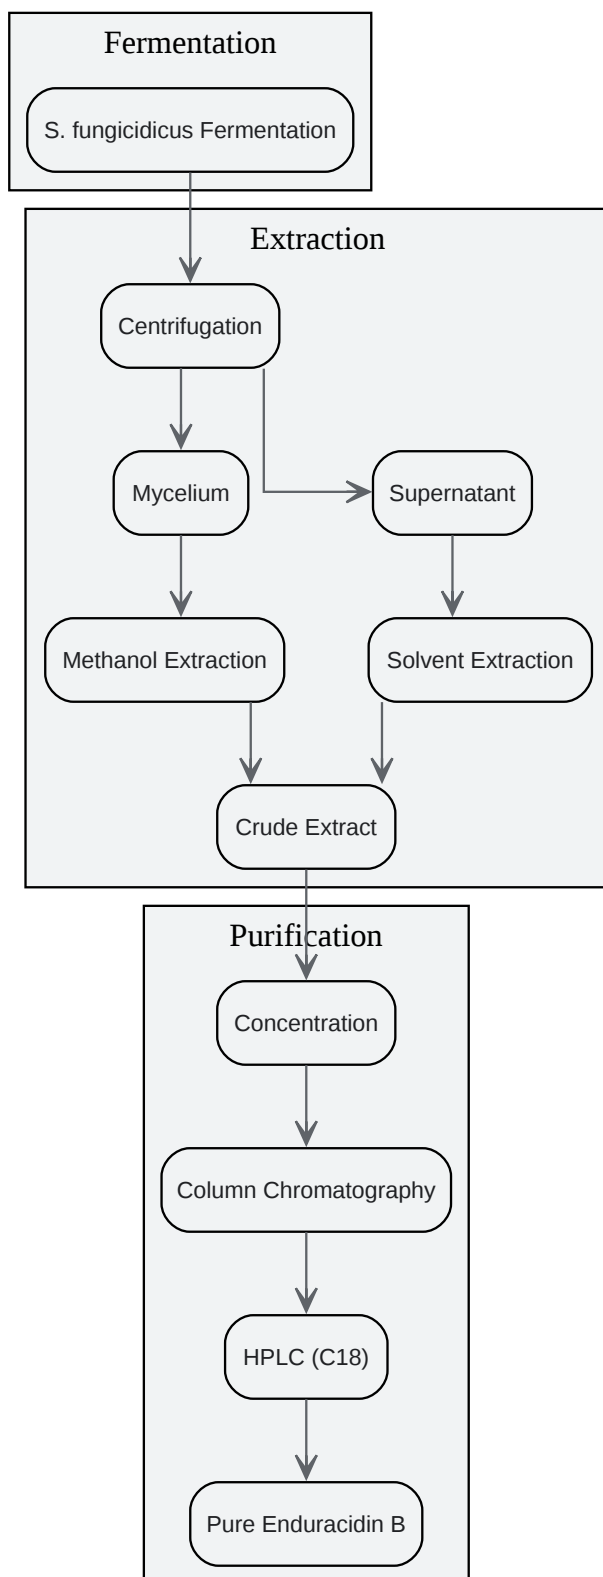 Fermentation
S. fungicidicus Fermentation
Extraction
Centrifugation
Mycelium
Supernatant
Methanol Extraction
Solvent Extraction
Crude Extract
Purification
Concentration
Column Chromatography
HPLC (C18)
Pure Enduracidin B